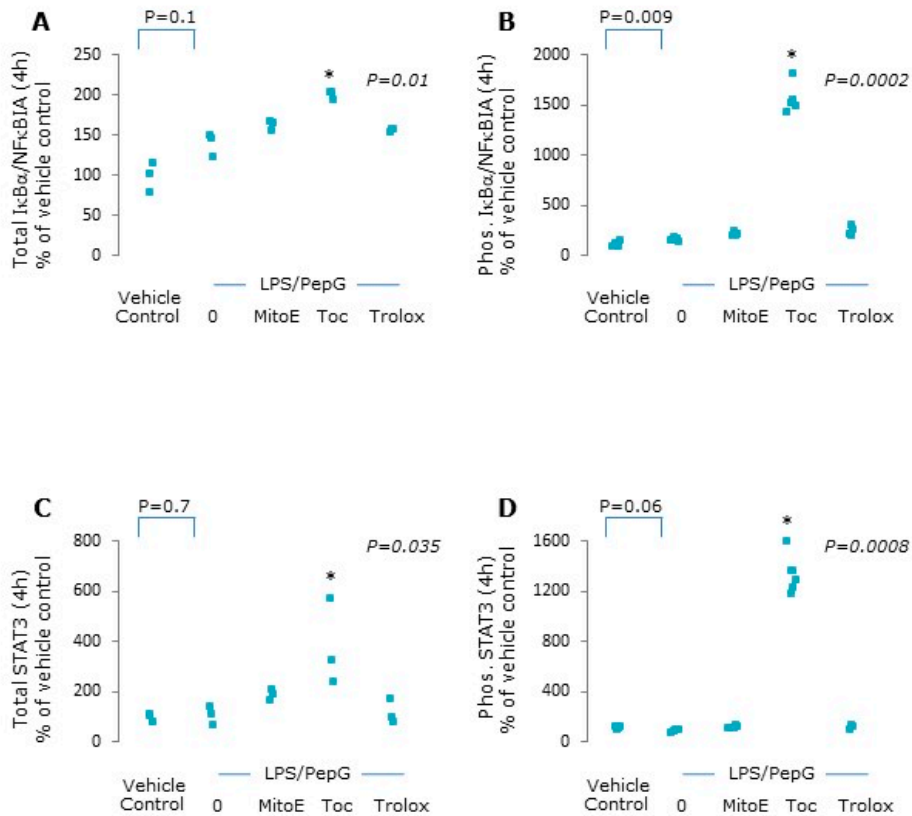 A
P=0.1
Total IκBα/NFκBIA (4h)
% of vehicle control
250
200
150
100
50
0
*
P=0.01
LPS/PepG
Vehicle
Control
0
MitoE
Toc
Trolox
B
P=0.009
Phos. IκBα/NFκBIA (4h)
% of vehicle control
2000
1500
1000
500
0
*
P=0.0002
LPS/PepG
Vehicle
Control
0
MitoE
Toc
Trolox
C
P=0.7
Total STAT3 (4h)
% of vehicle control
800
600
400
200
0
*
P=0.035
LPS/PepG
Vehicle
Control
0
MitoE
Toc
Trolox
D
P=0.06
Phos. STAT3 (4h)
% of vehicle control
1600
1200
800
400
0
*
P=0.0008
LPS/PepG
Vehicle
Control
0
MitoE
Toc
Trolox